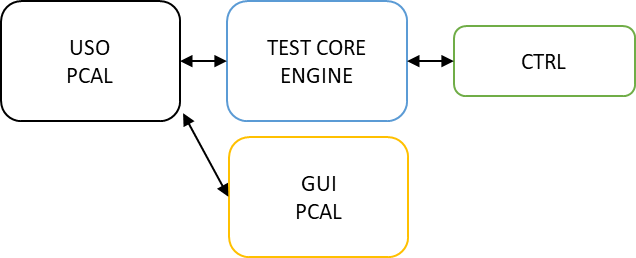 USO
PCAL
TEST CORE
ENGINE
CTRL
GUI
PCAL